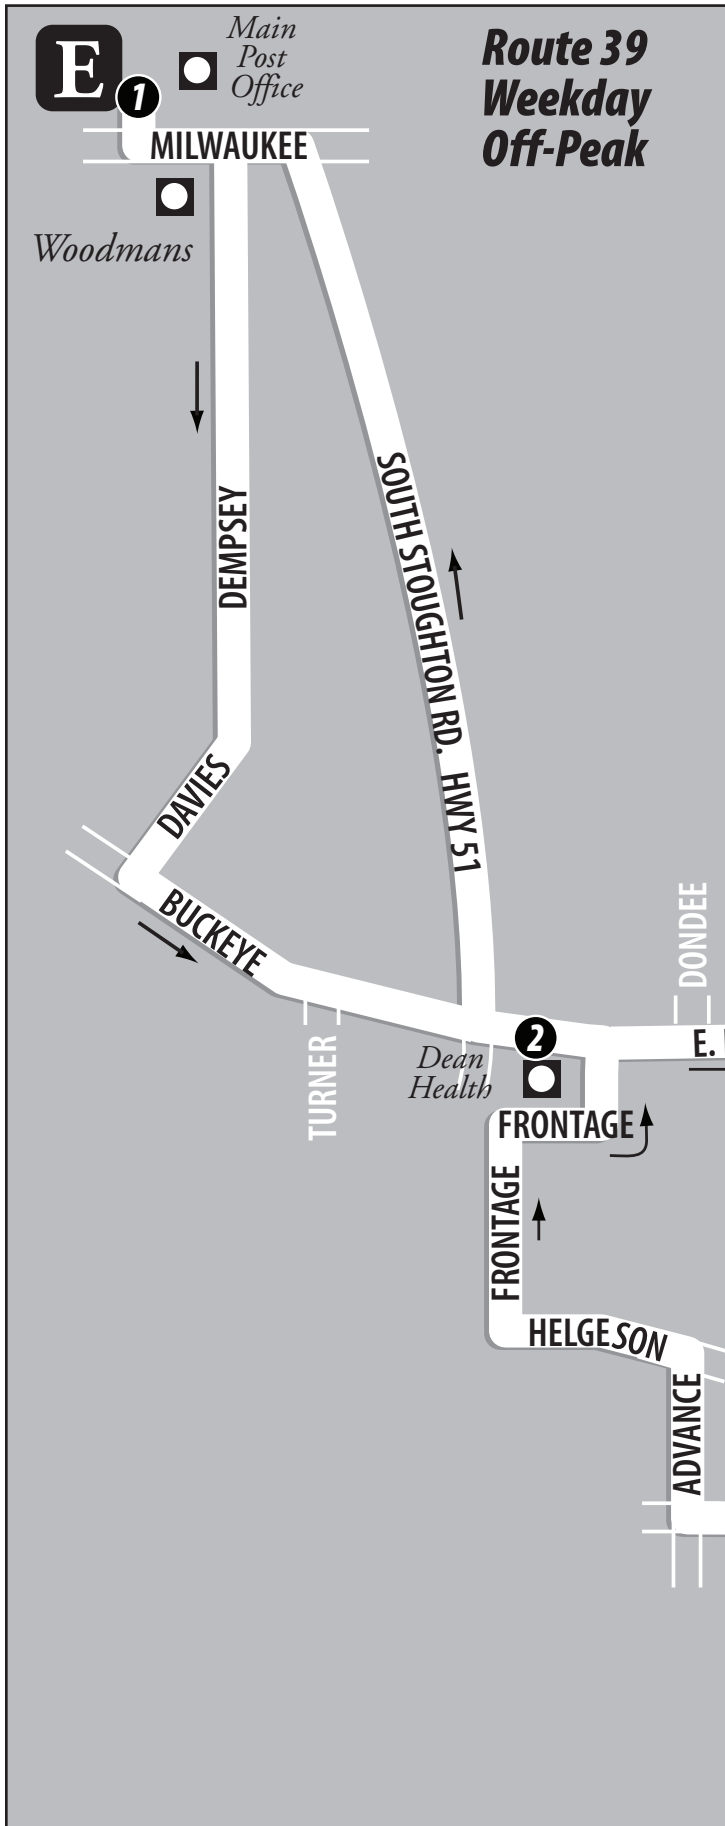 E
1
Main
Post
Office
Route 39
Weekday
Off-Peak
MILWAUKEE
Woodmans
DEMPSEY
SOUTH STOUGHTON RD. HWY 51
DAVIES
BUCKEYE
DONDEE
TURNER
2
E.
Dean
Health
FRONTAGE
FRONTAGE
HELGESON
ADVANCE